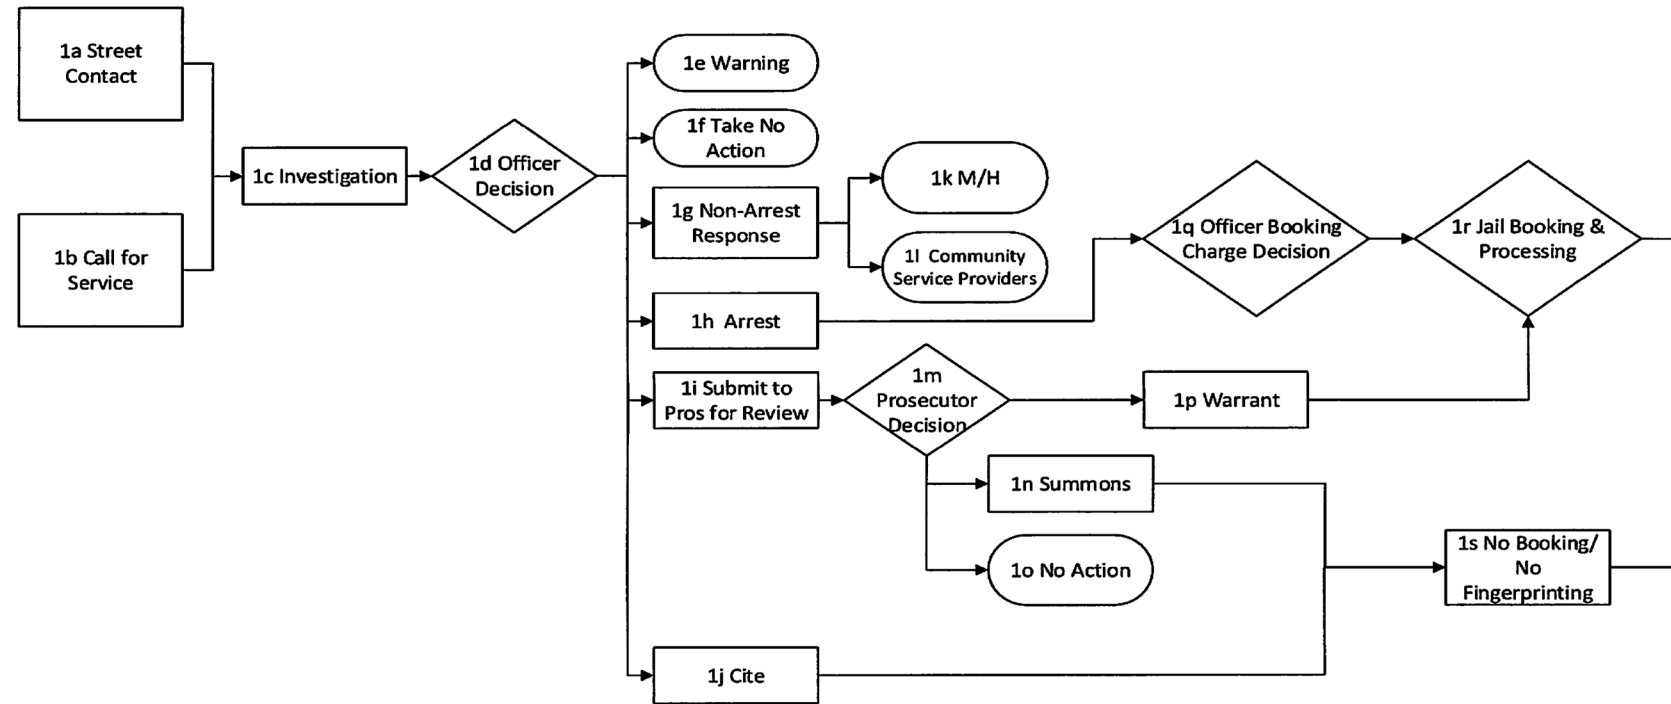 1a Street
Contact
1b Call for
Service
1c Investigation
1d Officer
Decision
1e Warning
1f Take No
Action
1g Non-Arrest
Response
1h Arrest
1i Submit to
Pros for Review
1j Cite
1k M/H
1l Community
Service Providers
1m
Prosecutor
Decision
1n Summons
1o No Action
1p Warrant
1q Officer Booking
Charge Decision
1r Jail Booking &
Processing
1s No Booking/
No
Fingerprinting